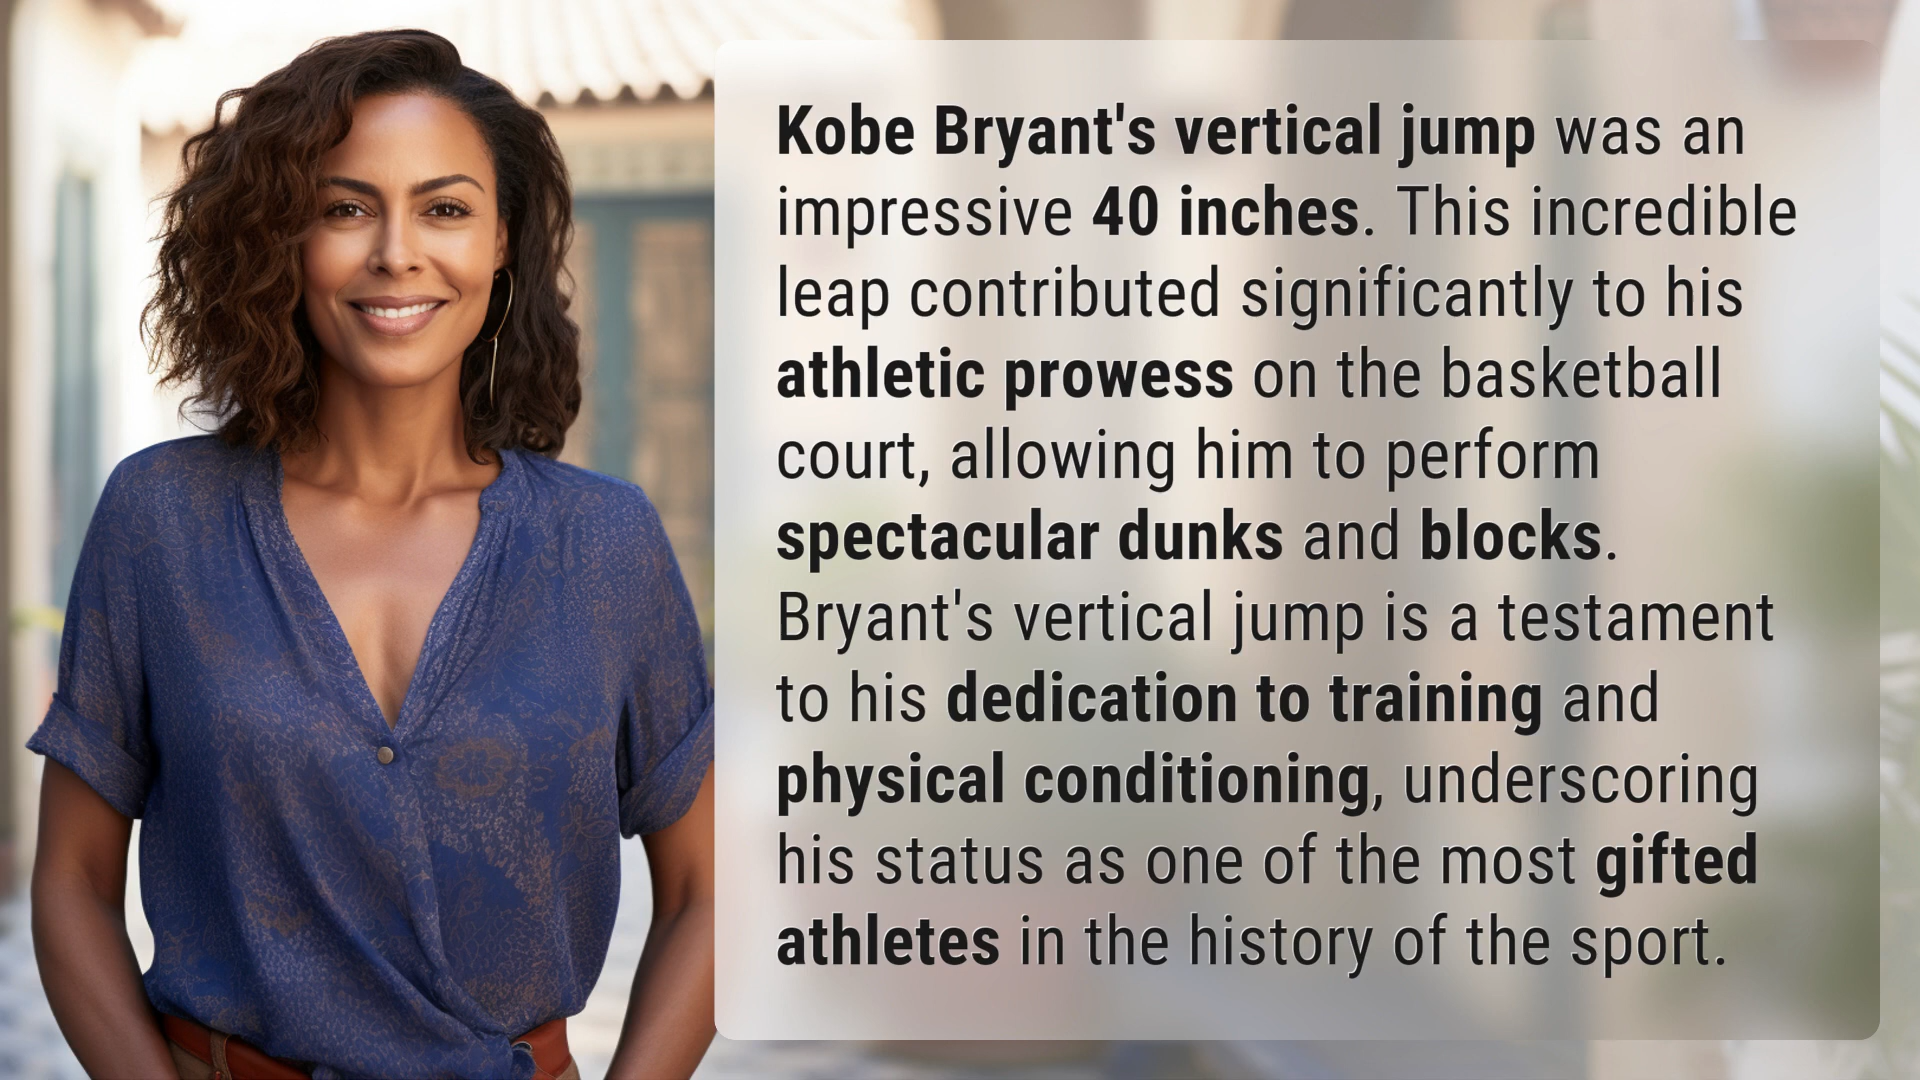 Kobe Bryant's vertical jump was an
impressive 40 inches. This incredible
leap contributed significantly to his
athletic prowess on the basketball
court, allowing him to perform
spectacular dunks and blocks.
Bryant's vertical jump is a testament
to his dedication to training and
physical conditioning, underscoring
his status as one of the most gifted
athletes in the history of the sport.